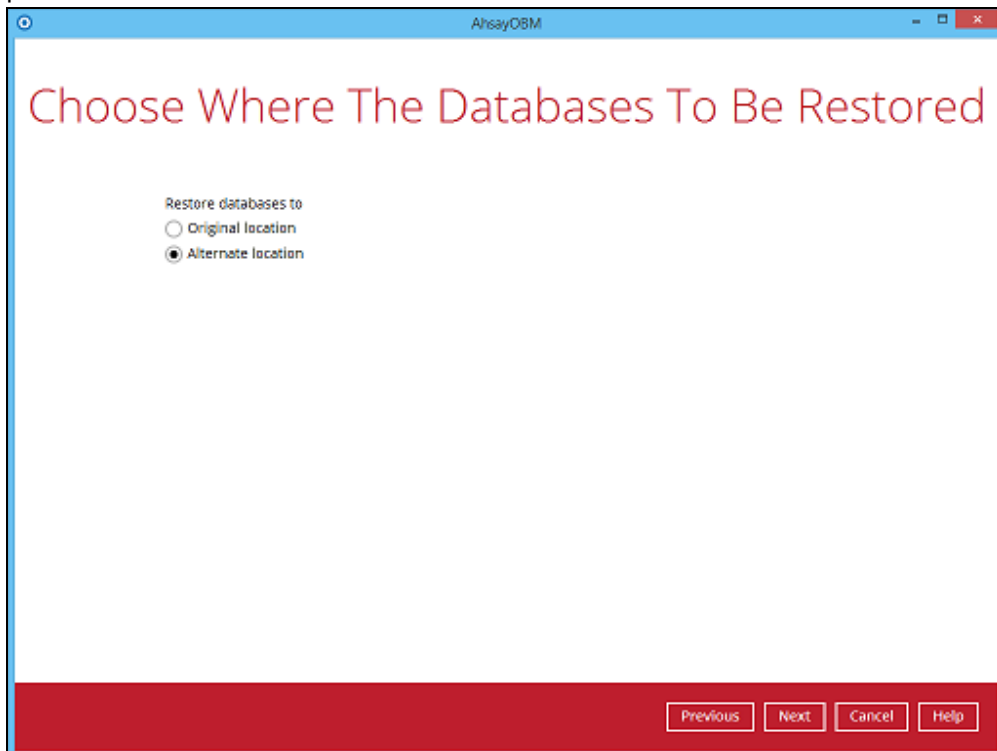 AhsayOBM
Choose Where The Databases To Be Restored
Restore databases to
Original location
Alternate location
Previous Next Cancel Help